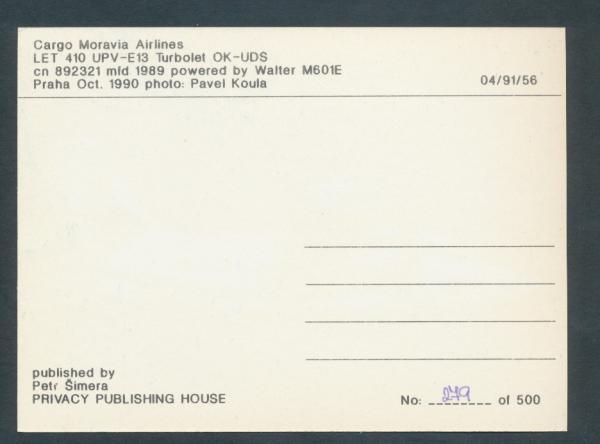 Cargo Moravia Airlines
LET 410 UPV-E13 Turbolet OK-UDS
cn 892321 mfd 1989 powered by Walter M601E
Praha Oct. 1990 photo: Pavel Koula
04/91/56
published by
Petr Šimera
PRIVACY PUBLISHING HOUSE
No: 279 of 500